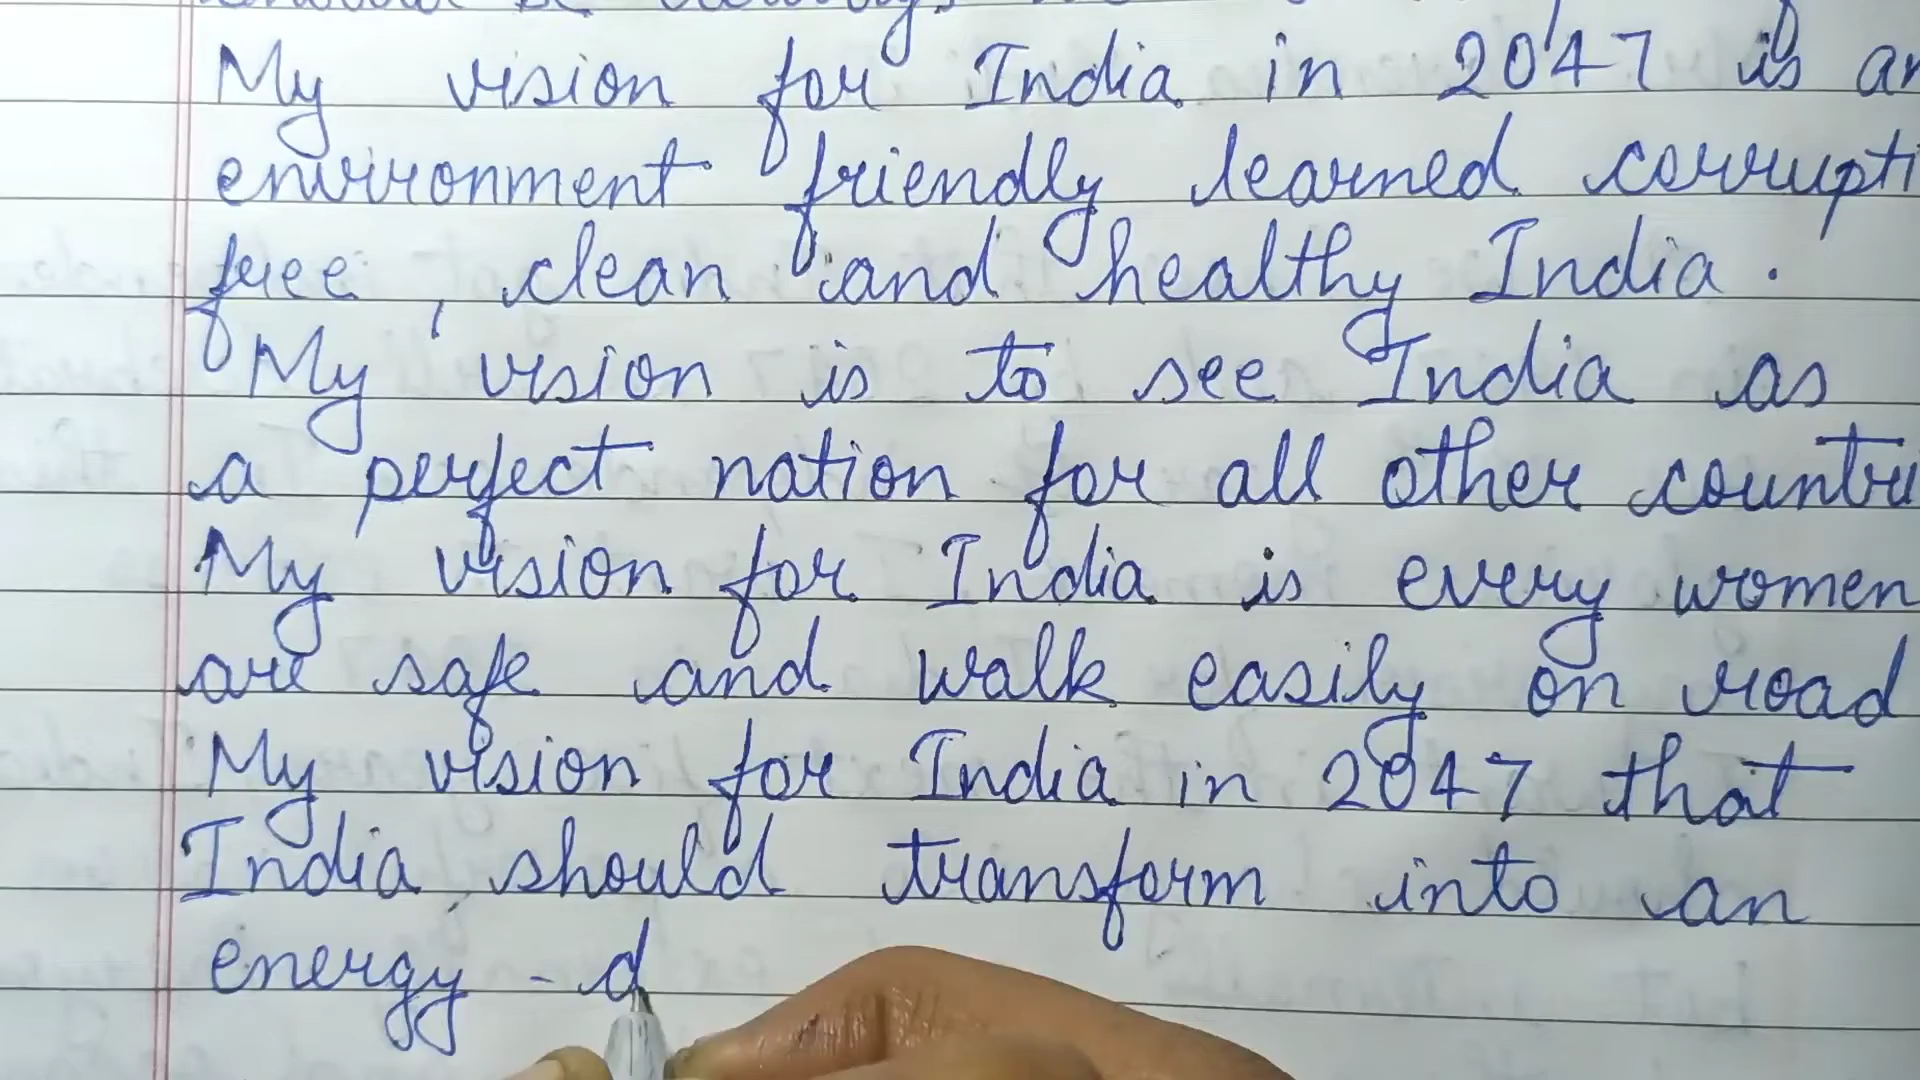 My vision for India in 2047 is an
environment friendly learned corrupti
free, clean and healthy India.
My vision is to see India as
a perfect nation for all other countri
My vision for India is every women
are safe and walk easily on road
My vision for India in 2047 that
India should transform into an
energy - d